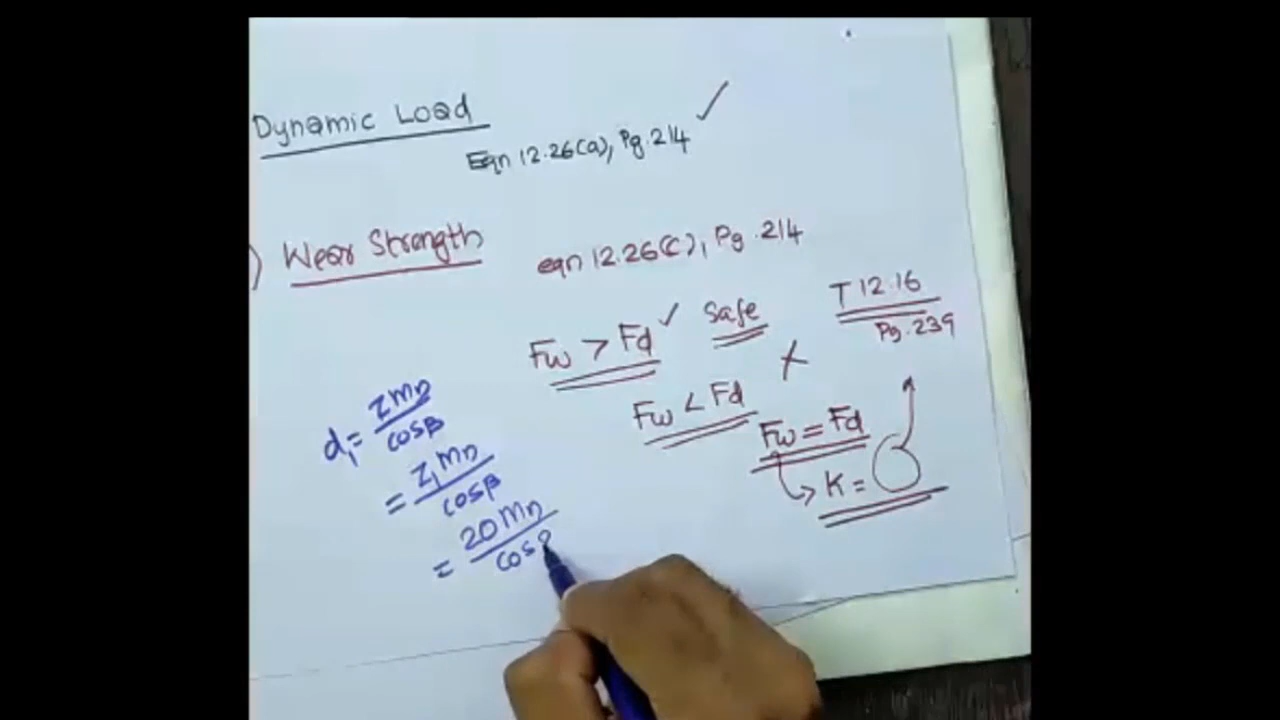 Dynamic Load
Eqn 12.26(a), Pg.214 ✓
) Wear Strength
eqn 12.26(c), Pg.214
T 12.16
Pg.239
Fw > Fd ✓ Safe
Fw < Fd ×
Fw = Fd
↳ K =
d₁ = zmn/cosβ
= z₁mn/cosβ
= 20mn/cos